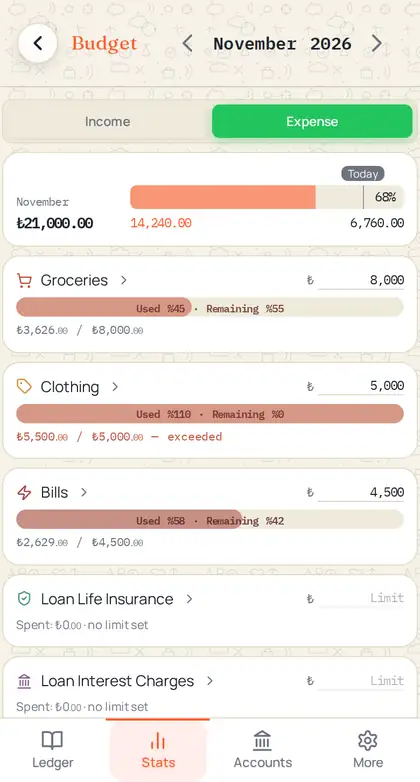 Budget
November 2026
Income
Expense
Today
November
68%
₺21,000.00
14,240.00
6,760.00
Groceries
₺ 8,000
Used %45 · Remaining %55
₺3,626.00 / ₺8,000.00
Clothing
₺ 5,000
Used %110 · Remaining %0
₺5,500.00 / ₺5,000.00 — exceeded
Bills
₺ 4,500
Used %58 · Remaining %42
₺2,629.00 / ₺4,500.00
Loan Life Insurance
₺ Limit
Spent: ₺0.00 · no limit set
Loan Interest Charges
₺ Limit
Spent: ₺0.00 · no limit set
Ledger
Stats
Accounts
More